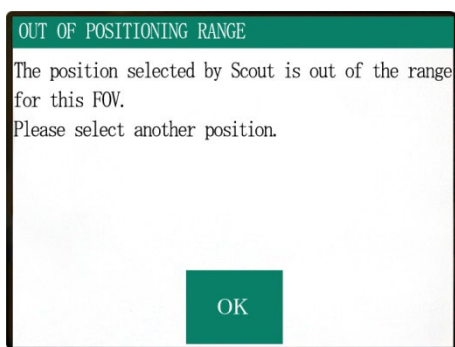 OUT OF POSITIONING RANGE
The position selected by Scout is out of the range
for this FOV.
Please select another position.
OK